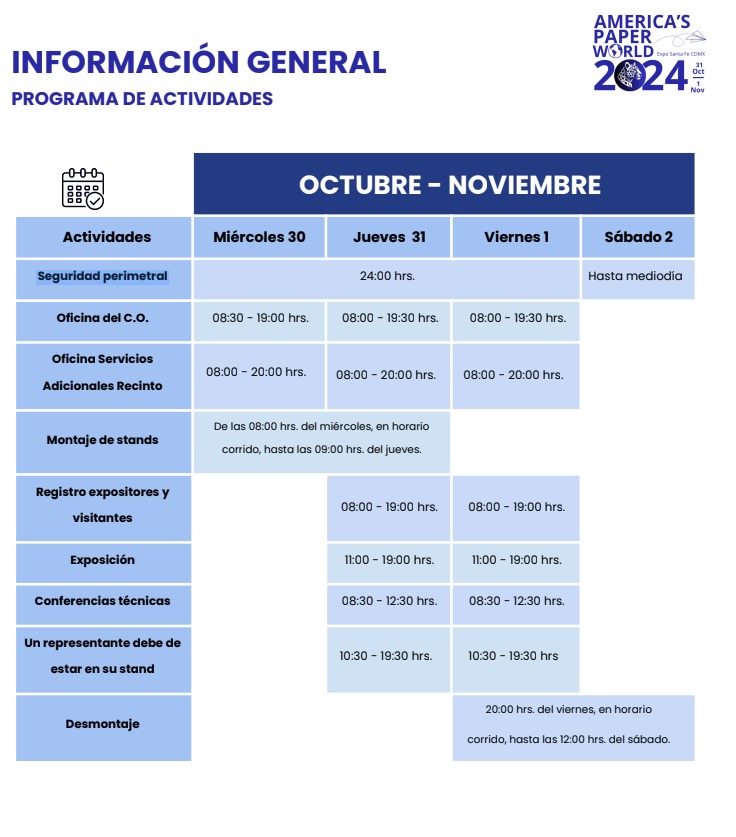 AMERICA'S
PAPER
WORLD
Expo Santa Fe CDMX
2024
31
Oct
1
Nov
INFORMACIÓN GENERAL
PROGRAMA DE ACTIVIDADES
OCTUBRE - NOVIEMBRE
Actividades Miércoles 30 Jueves 31 Viernes 1 Sábado 2
Seguridad perimetral 24:00 hrs. Hasta mediodía
Oficina del C.O. 08:30 - 19:00 hrs. 08:00 - 19:30 hrs. 08:00 - 19:30 hrs.
Oficina Servicios
Adicionales Recinto 08:00 - 20:00 hrs. 08:00 - 20:00 hrs. 08:00 - 20:00 hrs.
Montaje de stands
De las 08:00 hrs. del miércoles, en horario
corrido, hasta las 09:00 hrs. del jueves.
Registro expositores y
visitantes 08:00 - 19:00 hrs. 08:00 - 19:00 hrs.
Exposición 11:00 - 19:00 hrs. 11:00 - 19:00 hrs.
Conferencias técnicas 08:30 - 12:30 hrs. 08:30 - 12:30 hrs.
Un representante debe de
estar en su stand 10:30 - 19:30 hrs. 10:30 - 19:30 hrs
Desmontaje
20:00 hrs. del viernes, en horario
corrido, hasta las 12:00 hrs. del sábado.